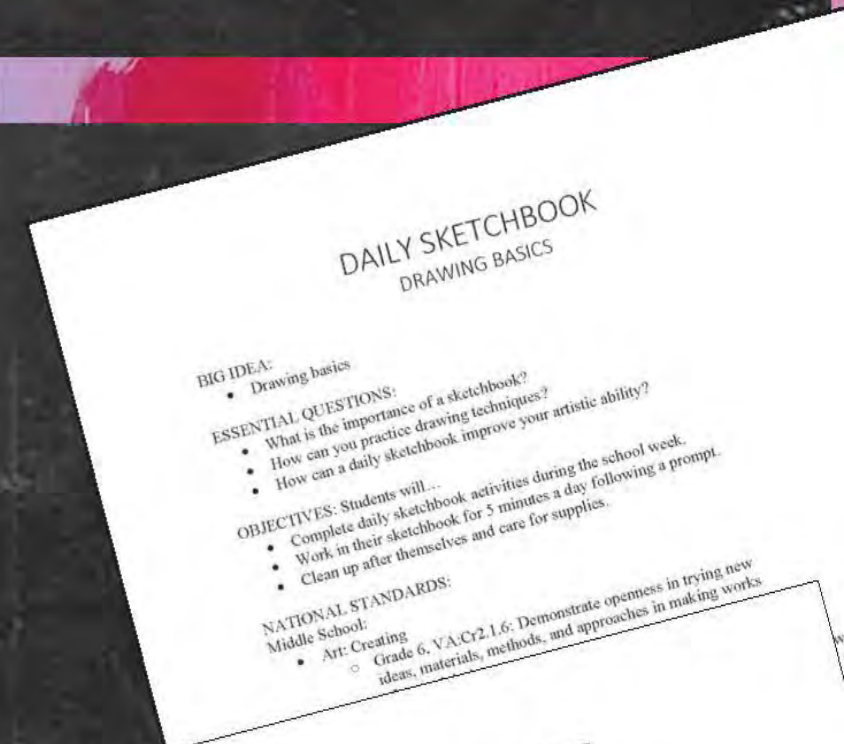 DAILY SKETCHBOOK
DRAWING BASICS
BIG IDEA:
• Drawing basics
ESSENTIAL QUESTIONS:
• What is the importance of a sketchbook?
• How can you practice drawing techniques?
• How can a daily sketchbook improve your artistic ability?
OBJECTIVES: Students will…
• Complete daily sketchbook activities during the school week.
• Work in their sketchbook for 5 minutes a day following a prompt.
• Clean up after themselves and care for supplies.
NATIONAL STANDARDS:
Middle School:
• Art: Creating
○ Grade 6. VA:Cr2.1.6: Demonstrate openness in trying new
ideas, materials, methods, and approaches in making works